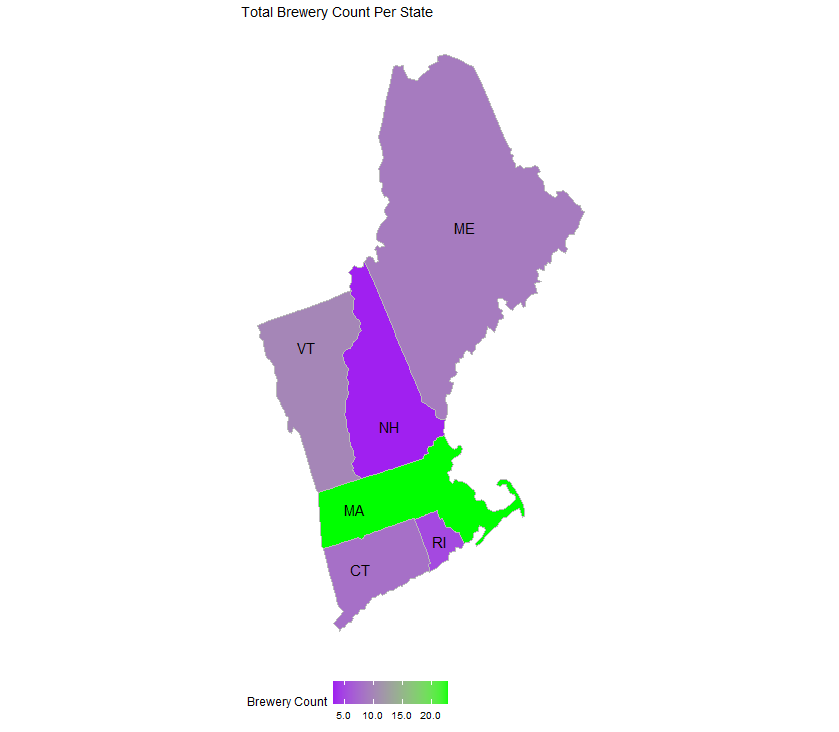 Total Brewery Count Per State
ME
VT
NH
MA
RI
CT
Brewery Count
5.0 10.0 15.0 20.0